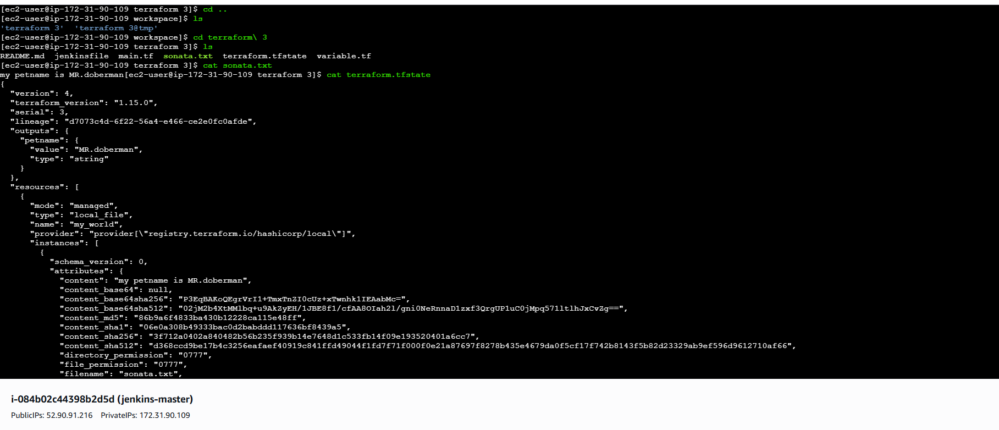 [ec2-user@ip-172-31-90-109 terraform 3]$ cd ..
[ec2-user@ip-172-31-90-109 workspace]$ ls
'terraform 3'  'terraform 3@tmp'
[ec2-user@ip-172-31-90-109 workspace]$ cd terraform\ 3
[ec2-user@ip-172-31-90-109 terraform 3]$ ls
README.md  jenkinsfile  main.tf  sonata.txt  terraform.tfstate  variable.tf
[ec2-user@ip-172-31-90-109 terraform 3]$ cat sonata.txt
my petname is MR.doberman[ec2-user@ip-172-31-90-109 terraform 3]$ cat terraform.tfstate
{
  "version": 4,
  "terraform_version": "1.15.0",
  "serial": 3,
  "lineage": "d7073c4d-6f22-56a4-e466-ce2e0fc0afde",
  "outputs": {
    "petname": {
      "value": "MR.doberman",
      "type": "string"
    }
  },
  "resources": [
    {
      "mode": "managed",
      "type": "local_file",
      "name": "my_world",
      "provider": "provider[\"registry.terraform.io/hashicorp/local\"]",
      "instances": [
        {
          "schema_version": 0,
          "attributes": {
            "content": "my petname is MR.doberman",
            "content_base64": null,
            "content_base64sha256": "P3EqBAKoQEgrVrI1+TmxTnZI0cUz+xTwnhk1IEAabMc=",
            "content_base64sha512": "02jM2b4XtMMlbq+u9AkZyEH/1JBE8f1/cfAA8OIah2l/gni0NeRnnaD1zxf3QrgUP1uC0jMpq571ltlhJxCvZg==",
            "content_md5": "86b9a6f4833ba430b12228ca115e48ff",
            "content_sha1": "06e0a308b49333bac0d2babddd117636bf8439a5",
            "content_sha256": "3f712a0402a840482b56b235f939b14e7648d1c533fb14f09e193520401a6cc7",
            "content_sha512": "d368ccd9be17b4c3256eafaef40919c841ffd49044f1fd7f71f000f0e21a87697f8278b435e4679da0f5cf17f742b8143f5b82d23329ab9ef596d9612710af66",
            "directory_permission": "0777",
            "file_permission": "0777",
            "filename": "sonata.txt",
i-084b02c44398b2d5d (jenkins-master)
PublicIPs: 52.90.91.216    PrivateIPs: 172.31.90.109